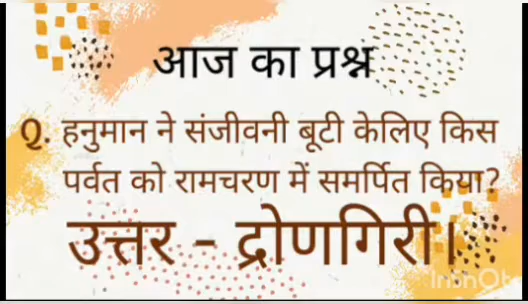 आज का प्रश्न
Q. हनुमान ने संजीवनी बूटी केलिए किस
पर्वत को रामचरण में समर्पित किया?
उत्तर - द्रोणगिरी।